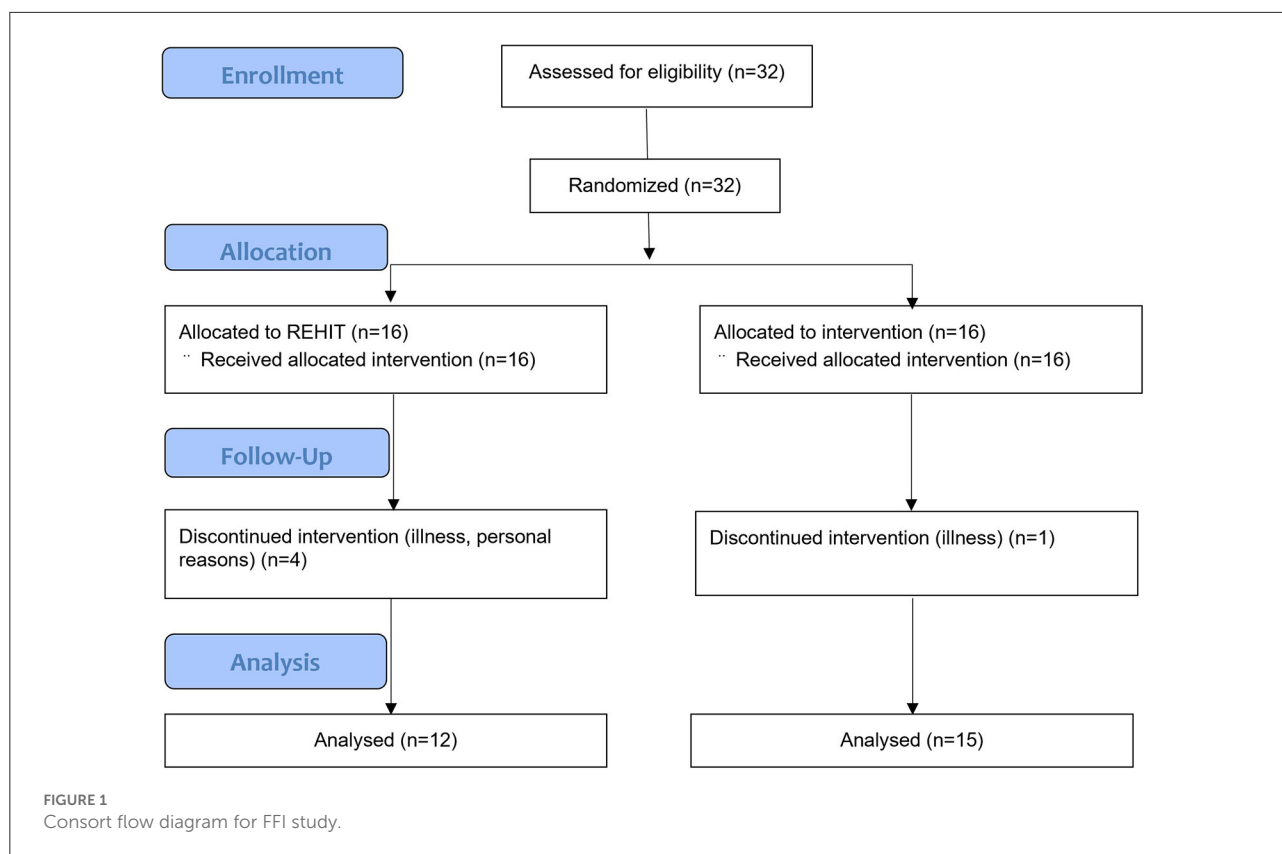 Enrollment
Assessed for eligibility (n=32)
Randomized (n=32)
Allocation
Allocated to REHIT (n=16)
¨ Received allocated intervention (n=16)
Allocated to intervention (n=16)
¨ Received allocated intervention (n=16)
Follow-Up
Discontinued intervention (illness, personal
reasons) (n=4)
Discontinued intervention (illness) (n=1)
Analysis
Analysed (n=12)
Analysed (n=15)
FIGURE 1
Consort flow diagram for FFI study.